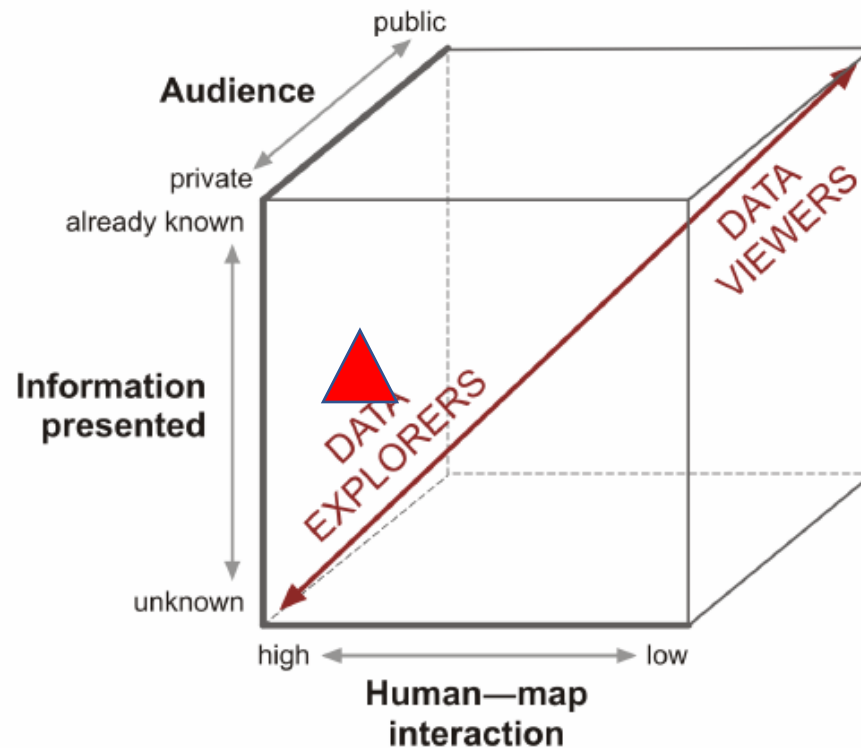 public
Audience
private
already known
Information
presented
unknown
DATA
VIEWERS
DATA
EXPLORERS
high
low
Human—map
interaction